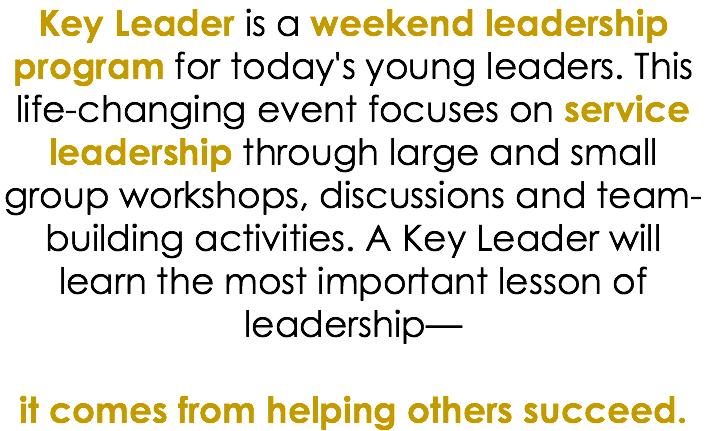 Key Leader is a weekend leadership
program for today's young leaders. This
life-changing event focuses on service
leadership through large and small
group workshops, discussions and team-
building activities. A Key Leader will
learn the most important lesson of
leadership—
it comes from helping others succeed.